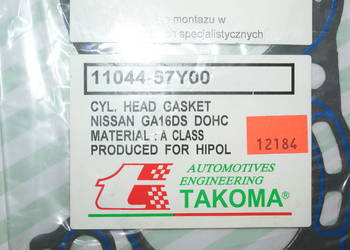 montażu w
ch specjalistycznych
11044-57Y00
CYL. HEAD GASKET
NISSAN GA16DS DOHC
MATERIAL : A CLASS
PRODUCED FOR HIPOL
12184
AUTOMOTIVES
ENGINEERING
TAKOMA®